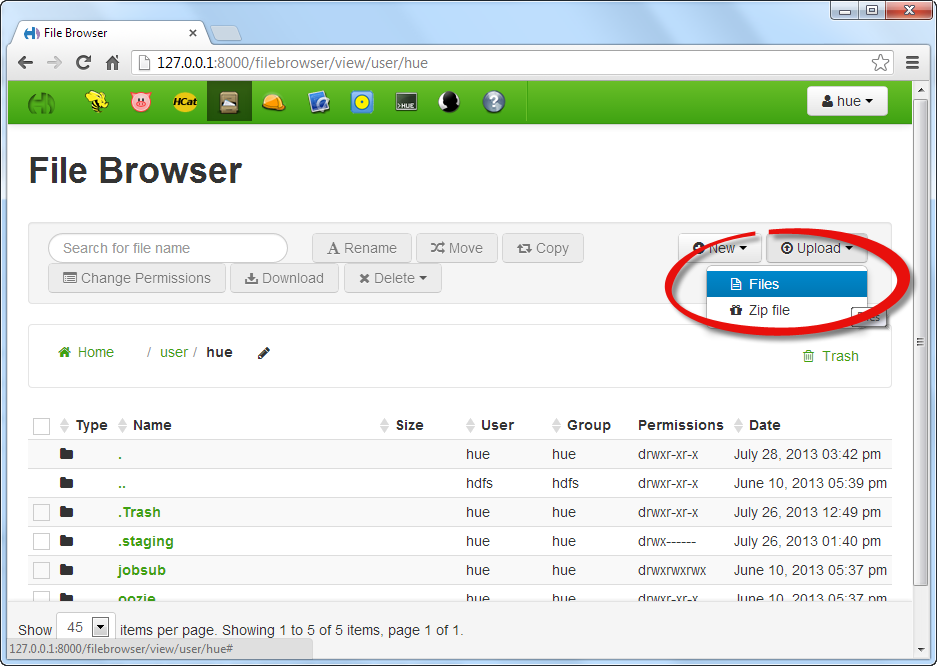 File Browser
127.0.0.1:8000/filebrowser/view/user/hue
HCat
HUE
hue
File Browser
Search for file name
Rename
Move
Copy
New
Upload
Change Permissions
Download
Delete
Files
Zip file
Home / user / hue
Trash
Type Name Size User Group Permissions Date
. hue hue drwxr-xr-x July 28, 2013 03:42 pm
.. hdfs hdfs drwxr-xr-x June 10, 2013 05:39 pm
.Trash hue hue drwxr-xr-x July 26, 2013 12:49 pm
.staging hue hue drwx------ July 26, 2013 01:40 pm
jobsub hue hue drwxrwxrwx June 10, 2013 05:37 pm
oozie hue hue drwxr-xr-x June 10, 2013 05:37 pm
Show 45 items per page. Showing 1 to 5 of 5 items, page 1 of 1.
127.0.0.1:8000/filebrowser/view/user/hue#